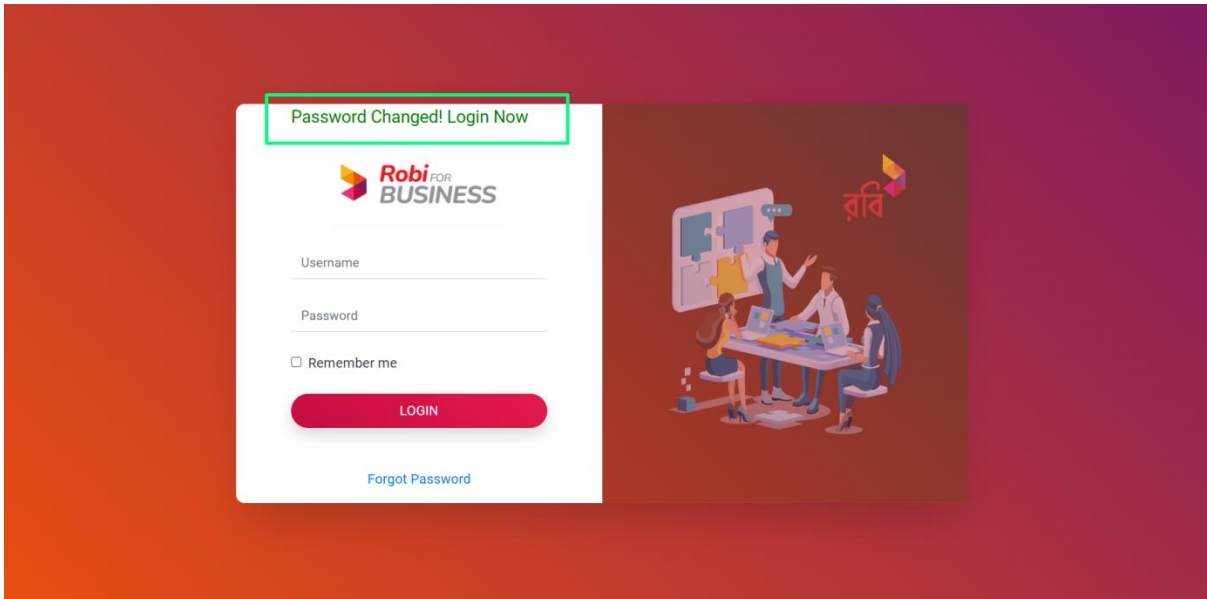 Password Changed! Login Now
Robi FOR
BUSINESS
Username
Password
Remember me
LOGIN
Forgot Password
রবি